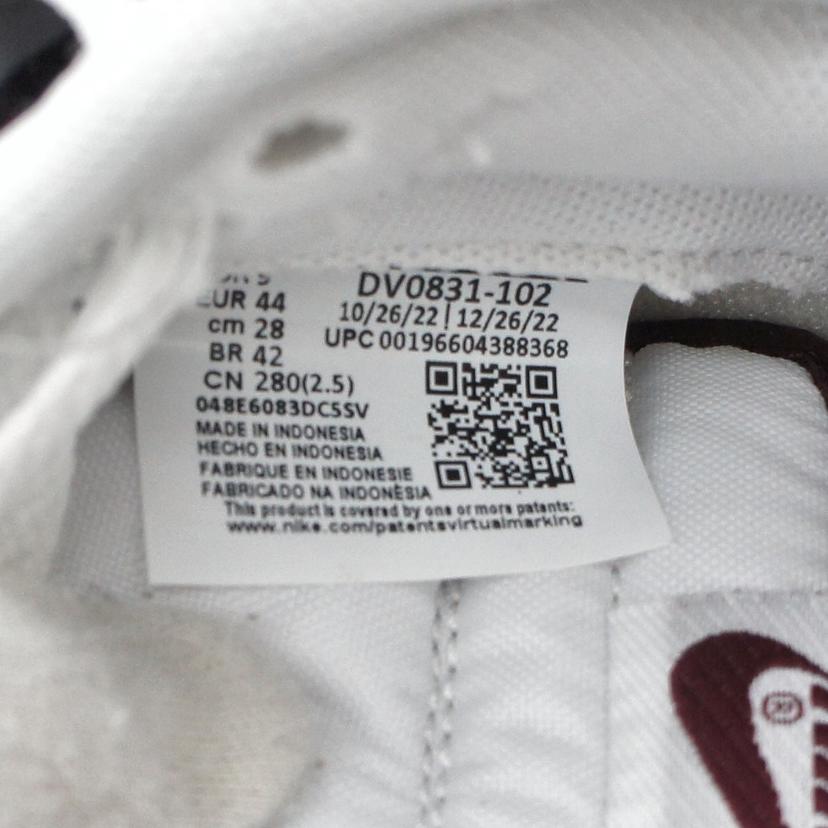 DV0831-102
EUR 44
10/26/22 | 12/26/22
cm 28
UPC 00196604388368
BR 42
CN 280(2.5)
048E6083DC5SV
MADE IN INDONESIA
HECHO EN INDONESIA
FABRIQUE EN INDONESIE
FABRICADO NA INDONÈSIA
This product is covered by one or more patents:
www.nike.com/patentsvirtualmarking
®